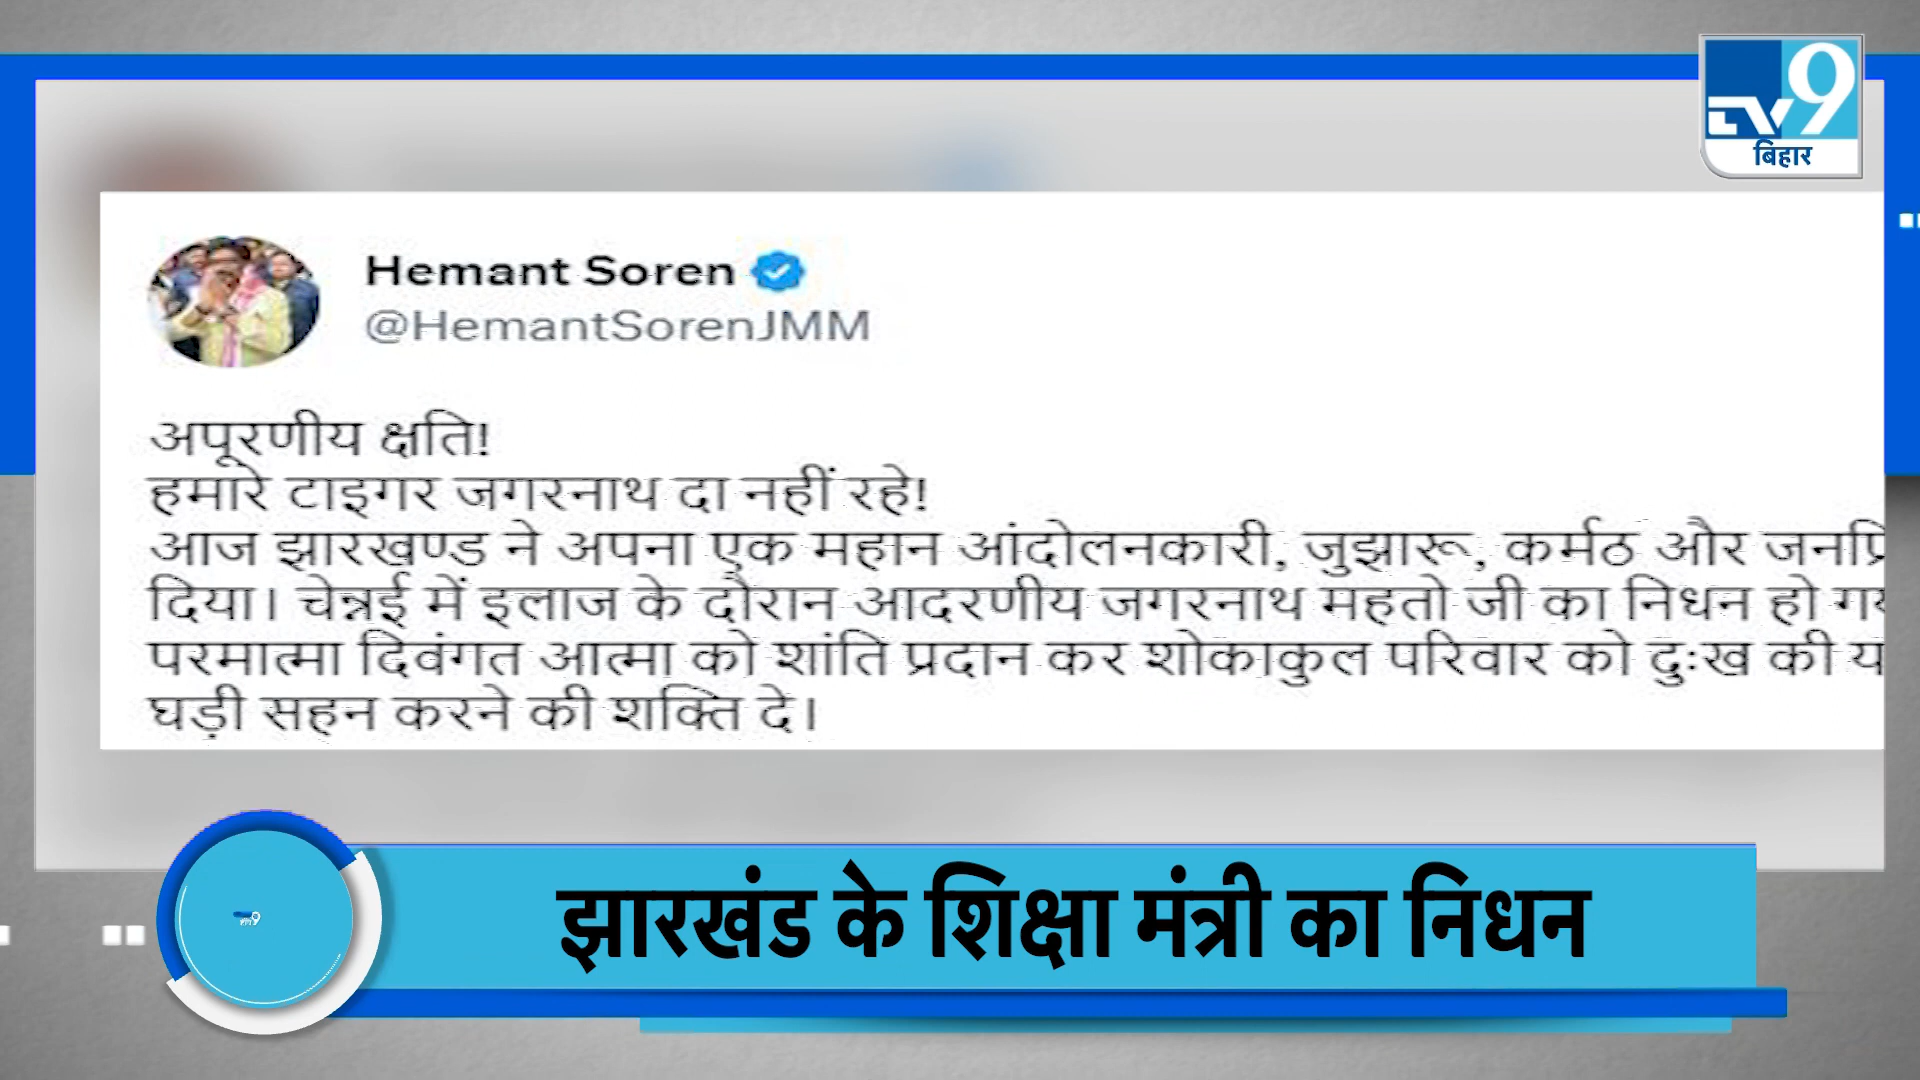 TV9
बिहार
Hemant Soren
@HemantSorenJMM
अपूरणीय क्षति!
हमारे टाइगर जगरनाथ दा नहीं रहे!
आज झारखण्ड ने अपना एक महान आंदोलनकारी, जुझारू, कर्मठ और
दिया। चेन्नई में इलाज के दौरान आदरणीय जगरनाथ महतो जी का निधन हो
परमात्मा दिवंगत आत्मा को शांति प्रदान कर शोकाकुल परिवार को दुःख की
घड़ी सहन करने की शक्ति दे।
झारखंड के शिक्षा मंत्री का निधन